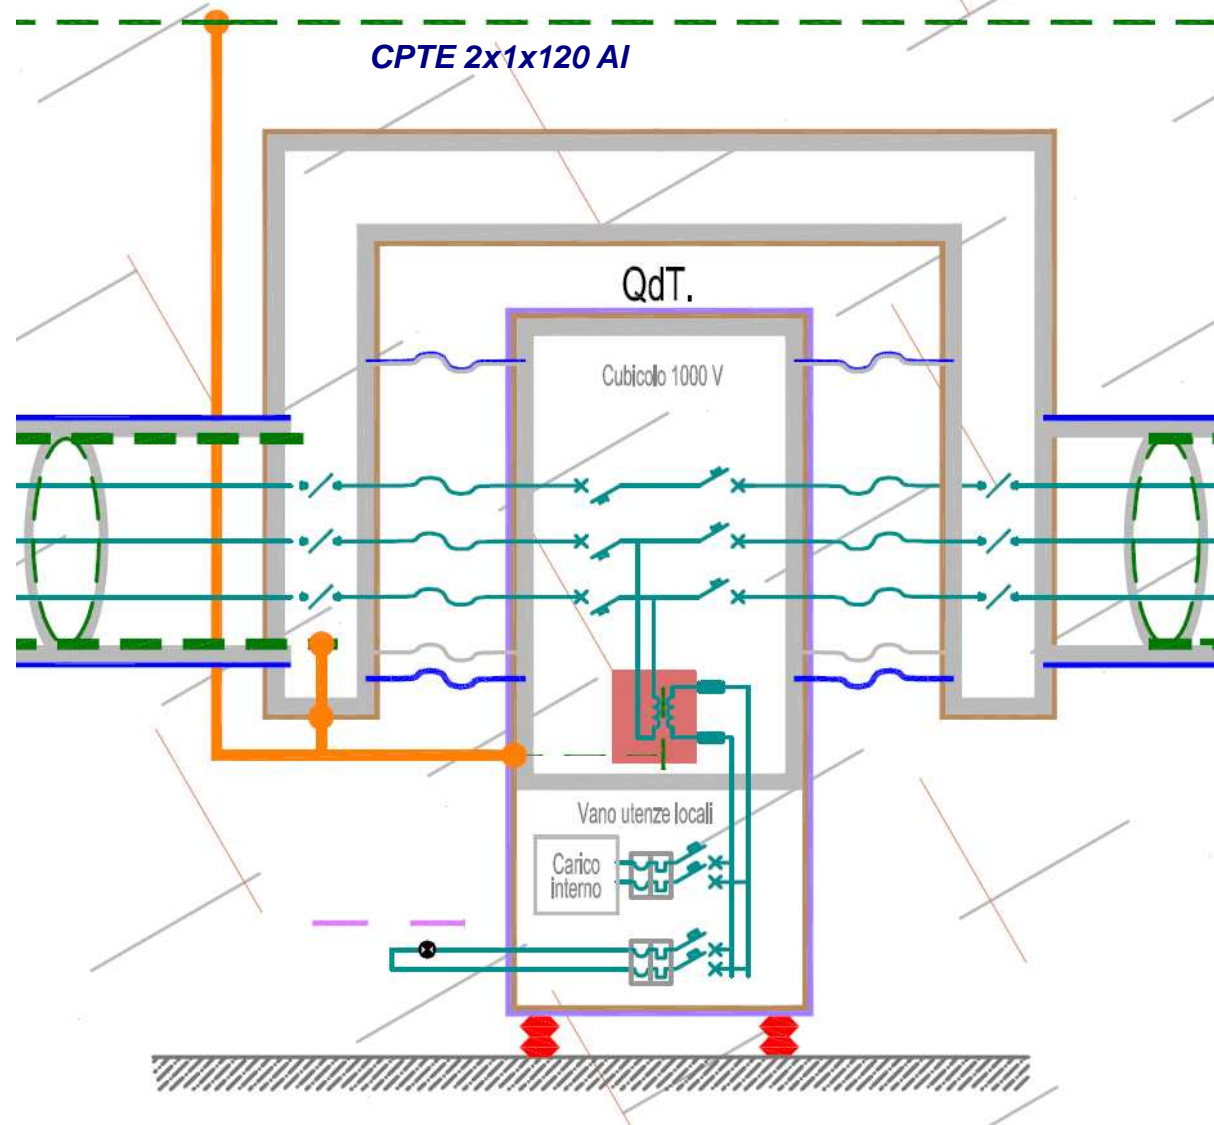 CPTE 2x1x120 Al
QdT.
Cubicolo 1000 V
Vano utenze locali
Carico
interno